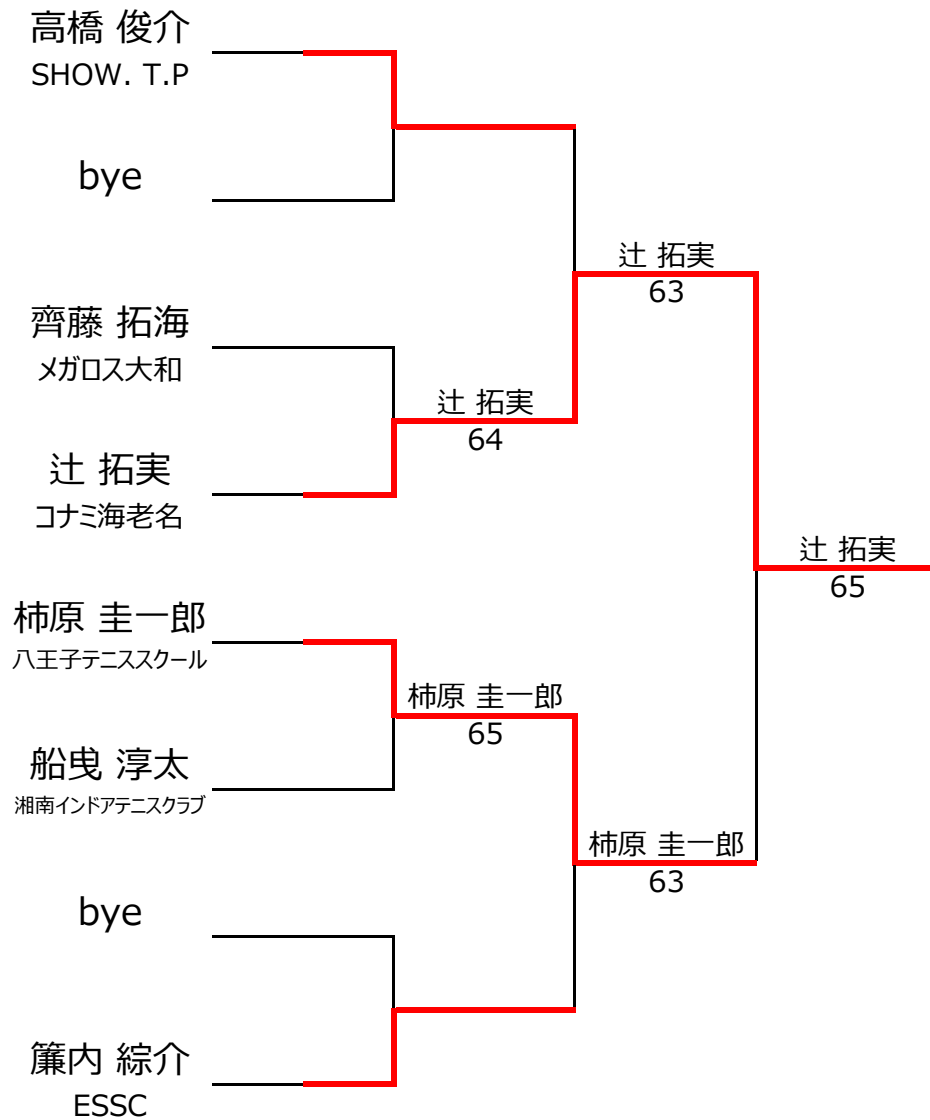 高橋 俊介
SHOW. T.P
bye
齊藤 拓海
メガロス大和
辻 拓実
コナミ海老名
柿原 圭一郎
八王子テニススクール
船曵 淳太
湘南インドアテニスクラブ
bye
簾内 綜介
ESSC
辻 拓実
64
柿原 圭一郎
65
辻 拓実
63
柿原 圭一郎
63
辻 拓実
65